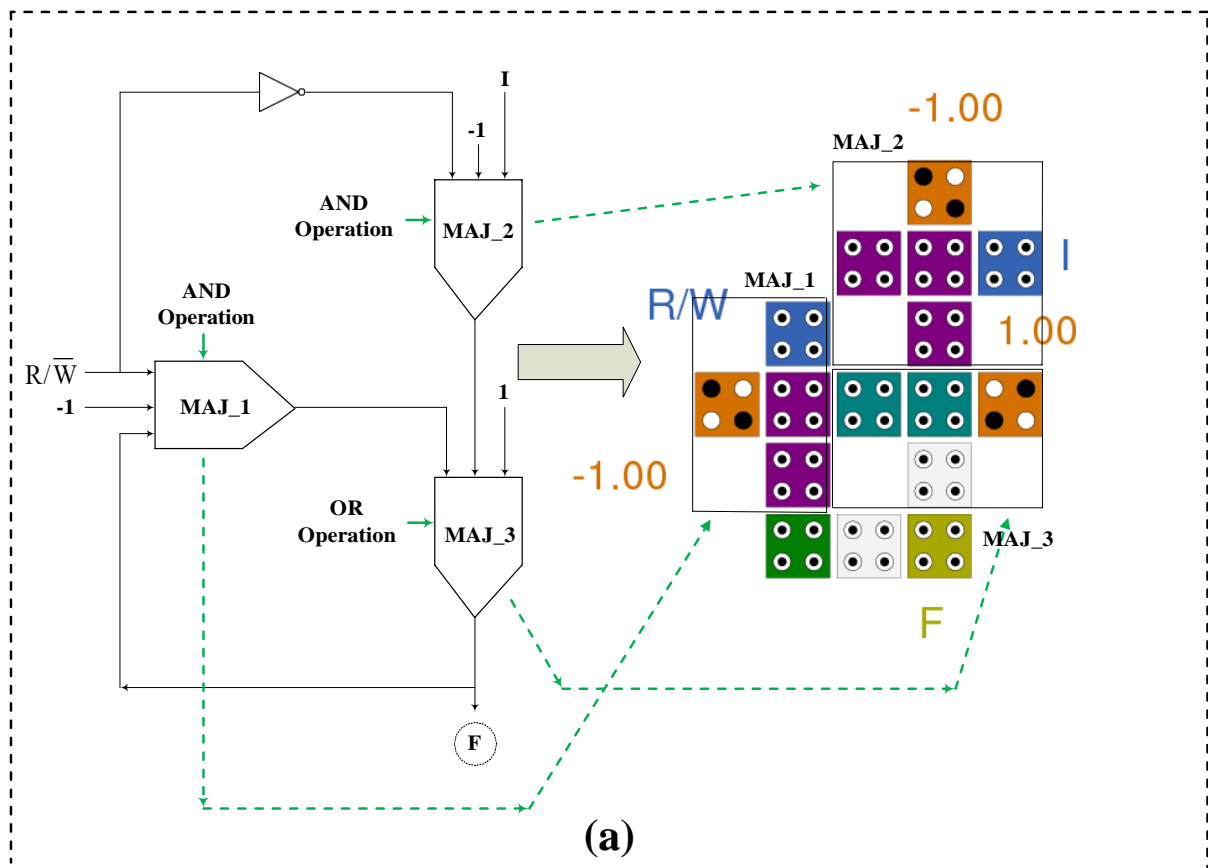 I
-1
AND
Operation
MAJ_2
AND
Operation
R/W̅
-1
MAJ_1
1
OR
Operation
MAJ_3
F
-1.00
MAJ_2
I
MAJ_1
R/W
1.00
-1.00
MAJ_3
F
(a)